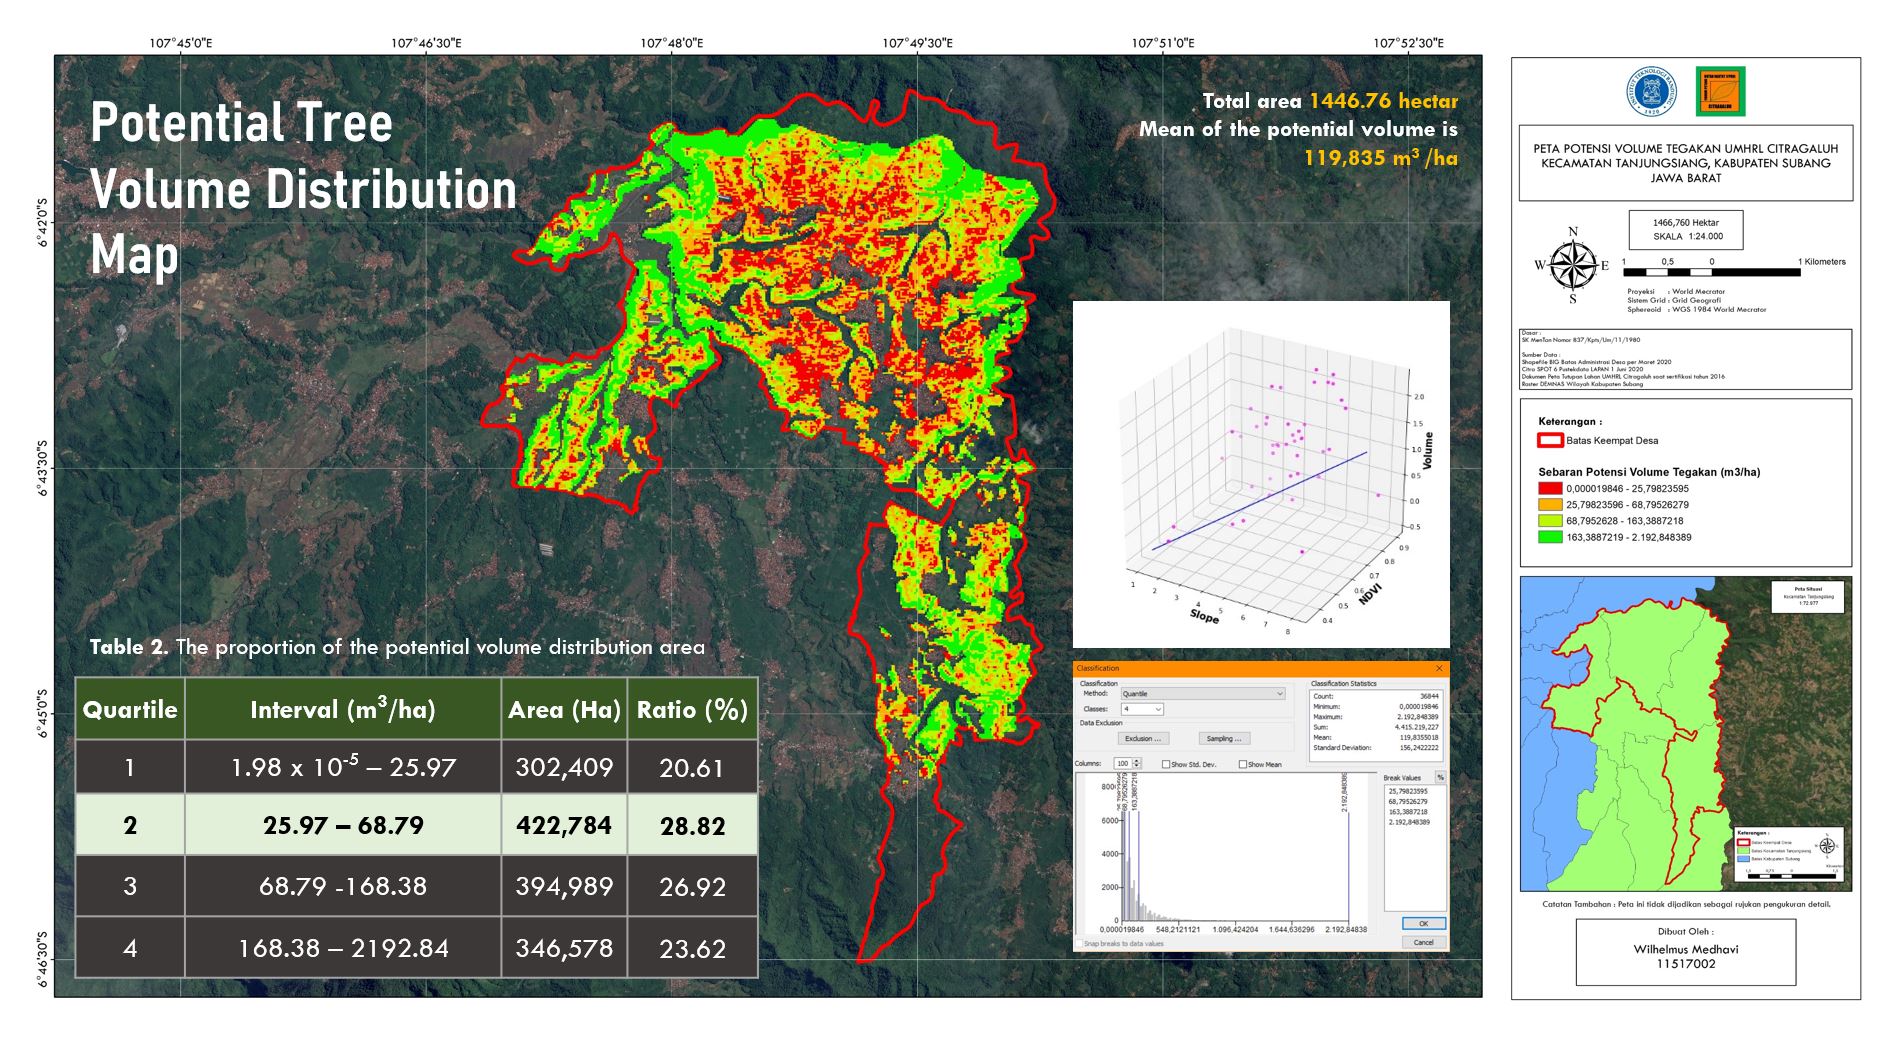 107°45'0"E
107°46'30"E
107°48'0"E
107°49'30"E
107°51'0"E
107°52'30"E
6°42'0"S
6°43'30"S
6°45'0"S
6°46'30"S
Potential Tree
Volume Distribution
Map
Total area 1446.76 hectar
Mean of the potential volume is
119,835 m³ /ha
Table 2. The proportion of the potential volume distribution area
Quartile Interval (m³/ha) Area (Ha) Ratio (%)
1 1.98 x 10⁻⁵ – 25.97 302,409 20.61
2 25.97 – 68.79 422,784 28.82
3 68.79 -168.38 394,989 26.92
4 168.38 – 2192.84 346,578 23.62
2.0
1.5
1.0
0.5
0.0
-0.5
Volume
0.9
0.8
0.7
0.6
0.5
0.4
NDVI
1 2 3 4 5 6 7 8
Slope
Classification
Classification
Method: Quantile
Classes: 4
Data Exclusion
Exclusion ... Sampling ...
Classification Statistics
Count: 36844
Minimum: 0,000019846
Maximum: 2.192,848389
Sum: 4.415.219,227
Mean: 119,8355018
Standard Deviation: 156,2422222
Columns: 100 Show Std. Dev. Show Mean
Break Values %
25,79823595
68,79526279
163,3887218
2.192,848389
8000
6000
4000
2000
0
68,79526279
163,3887218
2.192,848389
0,000019846 548,2121121 1.096,424204 1.644,636296 2.192,84838
Snap breaks to data values
OK
Cancel
INSTITUT TEKNOLOGI BANDUNG
1920
CITRAGALUH
PETA POTENSI VOLUME TEGAKAN UMHRL CITRAGALUH
KECAMATAN TANJUNGSIANG, KABUPATEN SUBANG
JAWA BARAT
1466,760 Hektar
SKALA 1:24.000
N
W E
S
1 0,5 0 1 Kilometers
Proyeksi : World Mecrator
Sistem Grid : Grid Geografi
Sphereoid : WGS 1984 World Mecrator
Dasar :
SK MenTan Nomor 837/Kpts/Um/11/1980
Sumber Data :
Shapefile BIG Batas Administrasi Desa per Maret 2020
Citra SPOT 6 Pustekdata LAPAN 1 Juni 2020
Dokumen Peta Tutupan Lahan UMHRL Citragaluh saat sertifikasi tahun 2016
Raster DEMNAS Wilayah Kabupaten Subang
Keterangan :
Batas Keempat Desa
Sebaran Potensi Volume Tegakan (m3/ha)
0,000019846 - 25,79823595
25,79823596 - 68,79526279
68,7952628 - 163,3887218
163,3887219 - 2.192,848389
Peta Situasi
Kecamatan Tanjungsiang
1:72.977
Keterangan :
Batas Keempat Desa
Batas Kecamatan Tanjungsiang
Batas Kabupaten Subang
Catatan Tambahan : Peta ini tidak dijadikan sebagai rujukan pengukuran detail.
Dibuat Oleh :
Wilhelmus Medhavi
11517002